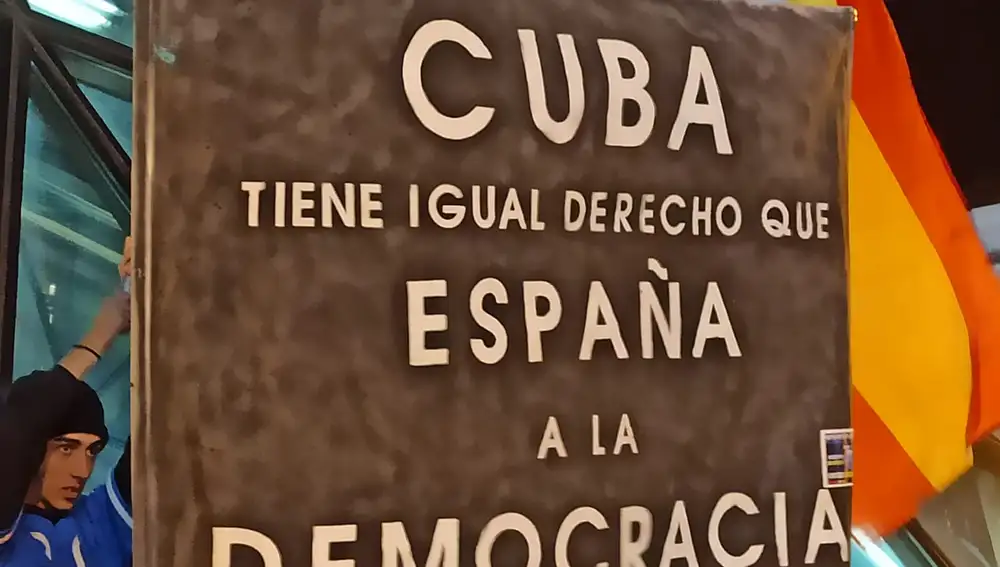 CUBA
TIENE IGUAL DERECHO QUE
ESPAÑA
A LA
DEMOCRACIA